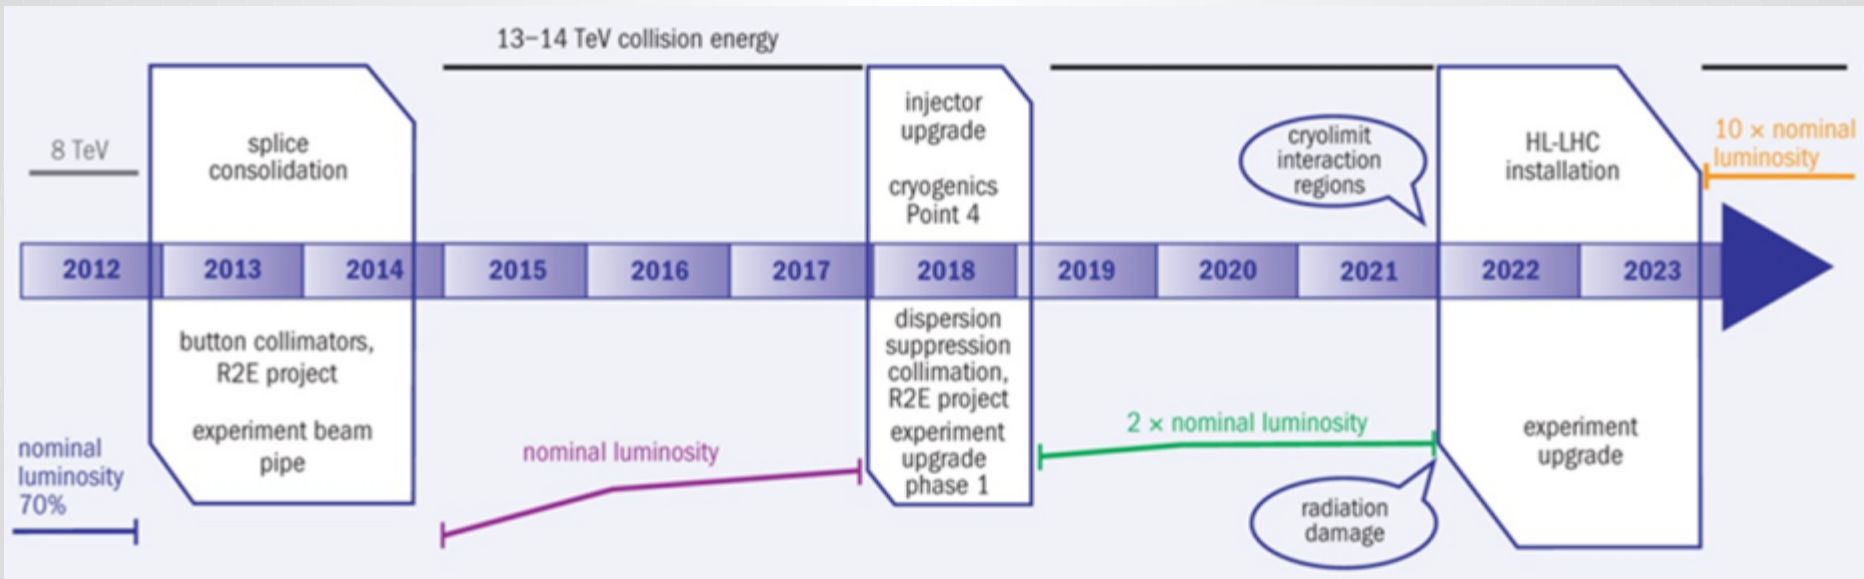 13–14 TeV collision energy
8 TeV
splice
consolidation
injector
upgrade
cryogenics
Point 4
cryolimit
interaction
regions
HL-LHC
installation
10 × nominal
luminosity
2012
2013
2014
2015
2016
2017
2018
2019
2020
2021
2022
2023
button collimators,
R2E project
experiment beam
pipe
nominal
luminosity
70%
nominal luminosity
dispersion
suppression
collimation,
R2E project
experiment
upgrade
phase 1
2 × nominal luminosity
radiation
damage
experiment
upgrade